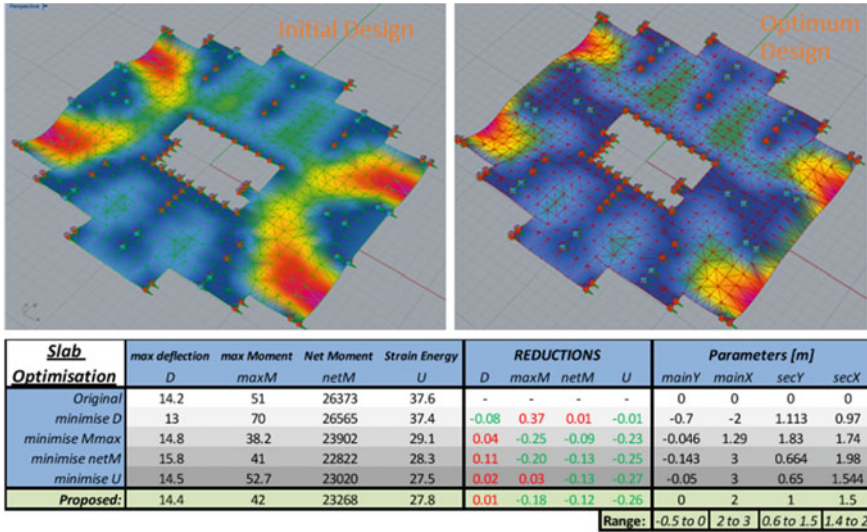 Perspective
Initial Design
Optimum Design
Slab Optimisation max deflection D max Moment maxM Net Moment netM Strain Energy U REDUCTIONS D maxM netM U Parameters [m] mainY mainX secY secX
Original 14.2 51 26373 37.6 - - - - 0 0 0 0
minimise D 13 70 26565 37.4 -0.08 0.37 0.01 -0.01 -0.7 -2 1.113 0.97
minimise Mmax 14.8 38.2 23902 29.1 0.04 -0.25 -0.09 -0.23 -0.046 1.29 1.83 1.74
minimise netM 15.8 41 22822 28.3 0.11 -0.20 -0.13 -0.25 -0.143 3 0.664 1.98
minimise U 14.5 52.7 23020 27.5 0.02 0.03 -0.13 -0.27 -0.05 3 0.65 1.544
Proposed: 14.4 42 23268 27.8 0.01 -0.18 -0.12 -0.26 0 2 1 1.5
Range: -0.5 to 0 2 to 3 0.6 to 1.5 1.4 to